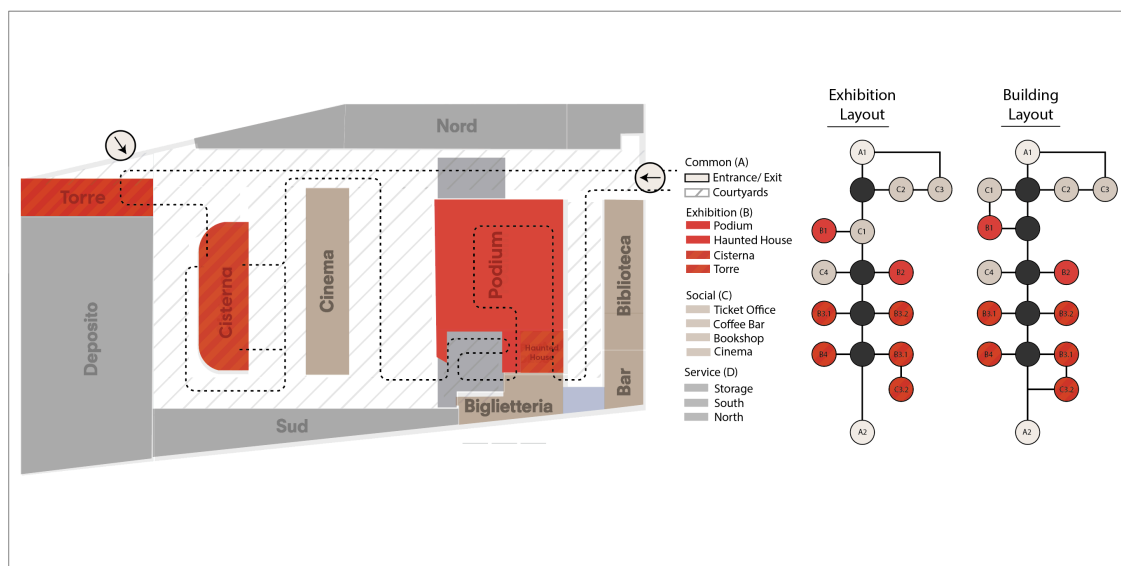 Nord
Torre
Deposito
Cisterna
Cinema
Podium
Haunted
House
Biblioteca
Bar
Biglietteria
Sud
Common (A)
Entrance/ Exit
Courtyards
Exhibition (B)
Podium
Haunted House
Cisterna
Torre
Social (C)
Ticket Office
Coffee Bar
Bookshop
Cinema
Service (D)
Storage
South
North
Exhibition
Layout
A1
C2 C3
B1 C1
C4 B2
B3.1 B3.2
B4 B3.1
C3.2
A2
Building
Layout
A1
C1 C2 C3
B1
C4 B2
B3.1 B3.2
B4 B3.1
C3.2
A2